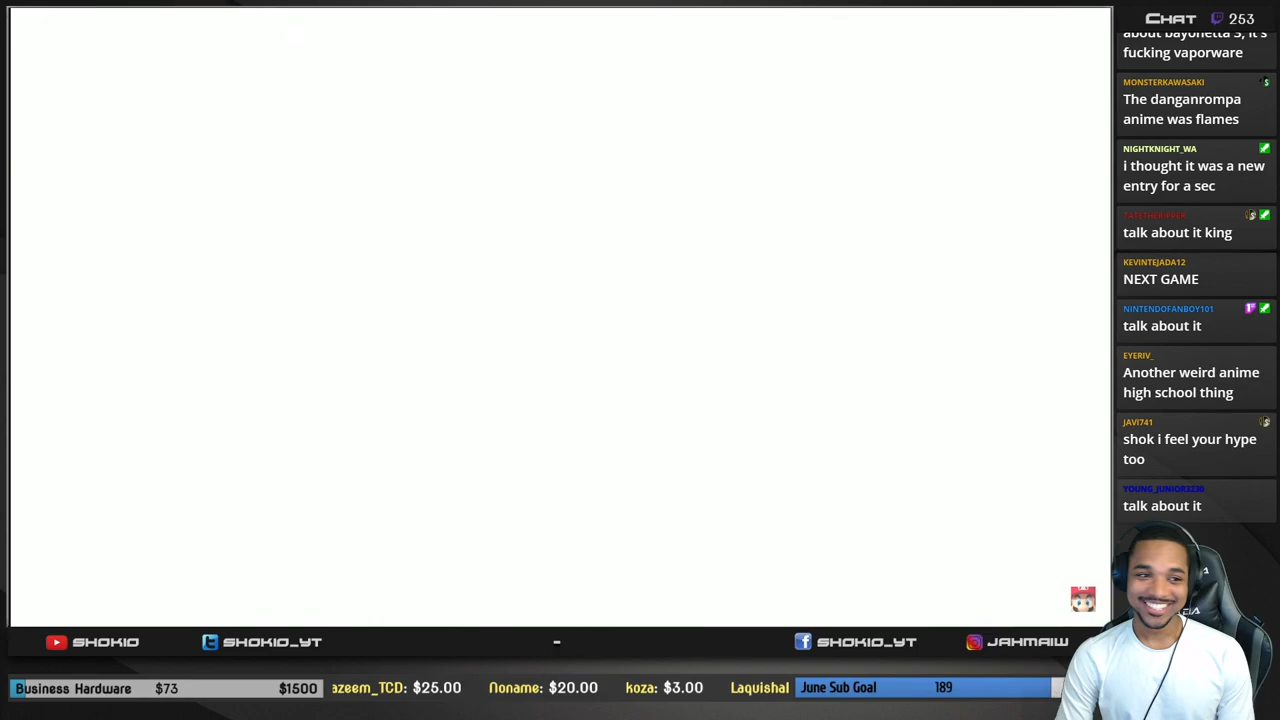 CHAT 253
about bayonetta 3, it's
fucking vaporware
MONSTERKAWASAKI
The danganrompa
anime was flames
NIGHTKNIGHT_WA
i thought it was a new
entry for a sec
talk about it king
KEVINTEJADA12
NEXT GAME
NINTENDOFANBOY101
talk about it
EYERIV_
Another weird anime
high school thing
JAVI741
shok i feel your hype
too
YOUNG_JUNIOR3230
talk about it
SHOKIO SHOKIO_YT - SHOKIO_YT JAHMAIW
Business Hardware $73 $1500 azeem_TCD: $25.00 Noname: $20.00 koza: $3.00 Laquishal June Sub Goal 189